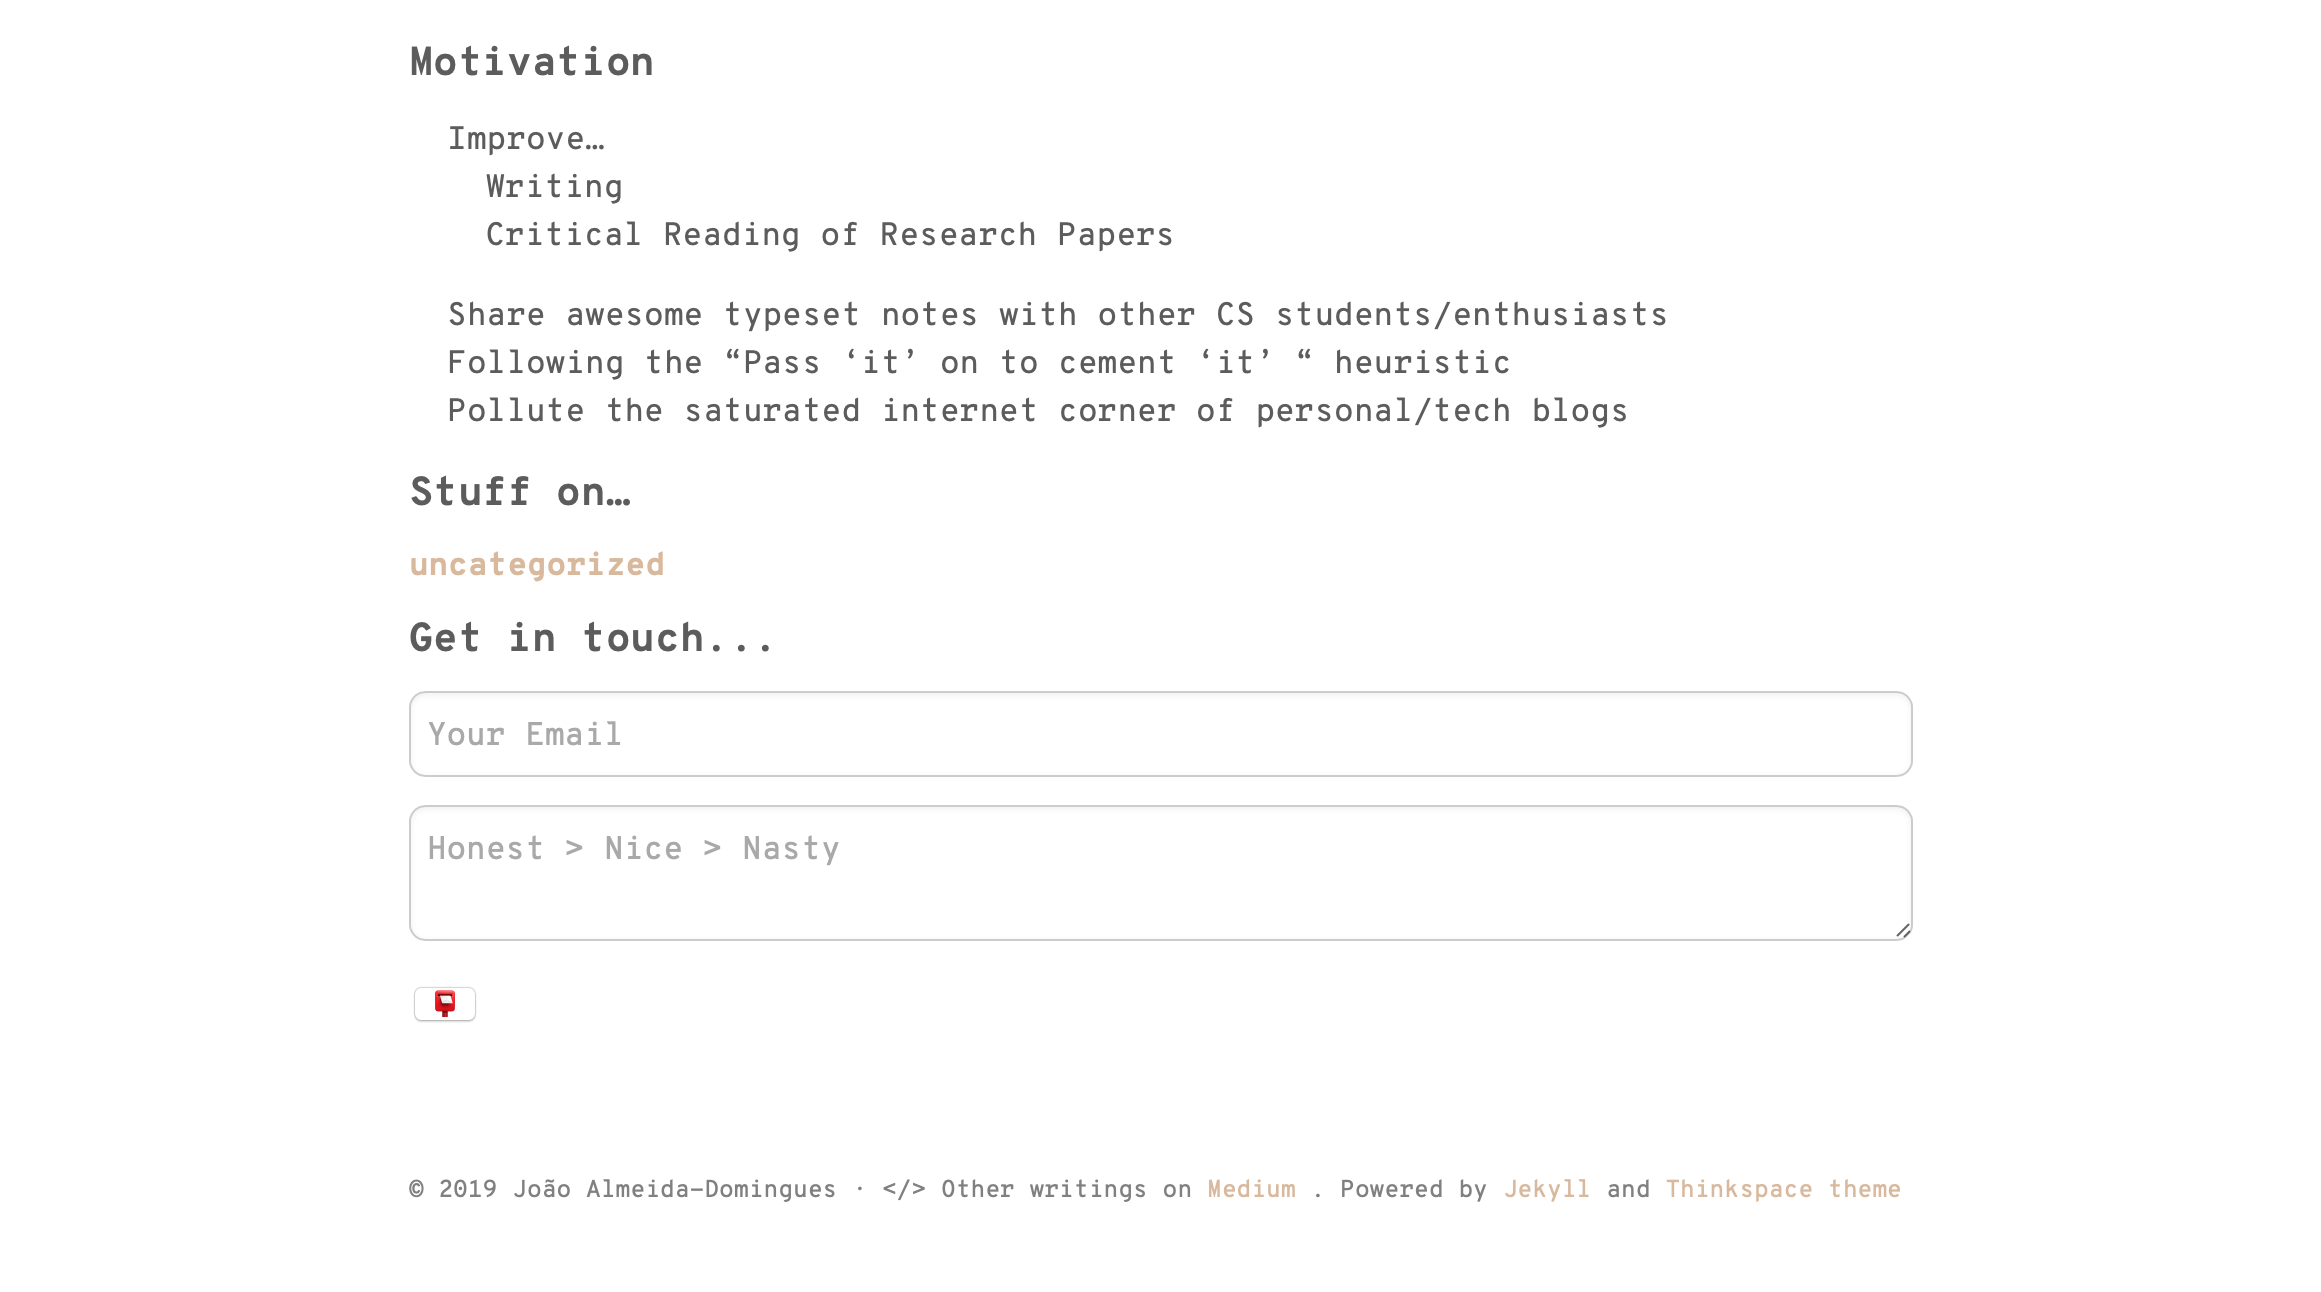 Motivation
Improve…
Writing
Critical Reading of Research Papers
Share awesome typeset notes with other CS students/enthusiasts
Following the “Pass ‘it’ on to cement ‘it’ “ heuristic
Pollute the saturated internet corner of personal/tech blogs
Stuff on…
uncategorized
Get in touch...
Your Email
Honest > Nice > Nasty
© 2019 João Almeida-Domingues · </> Other writings on Medium . Powered by Jekyll and Thinkspace theme